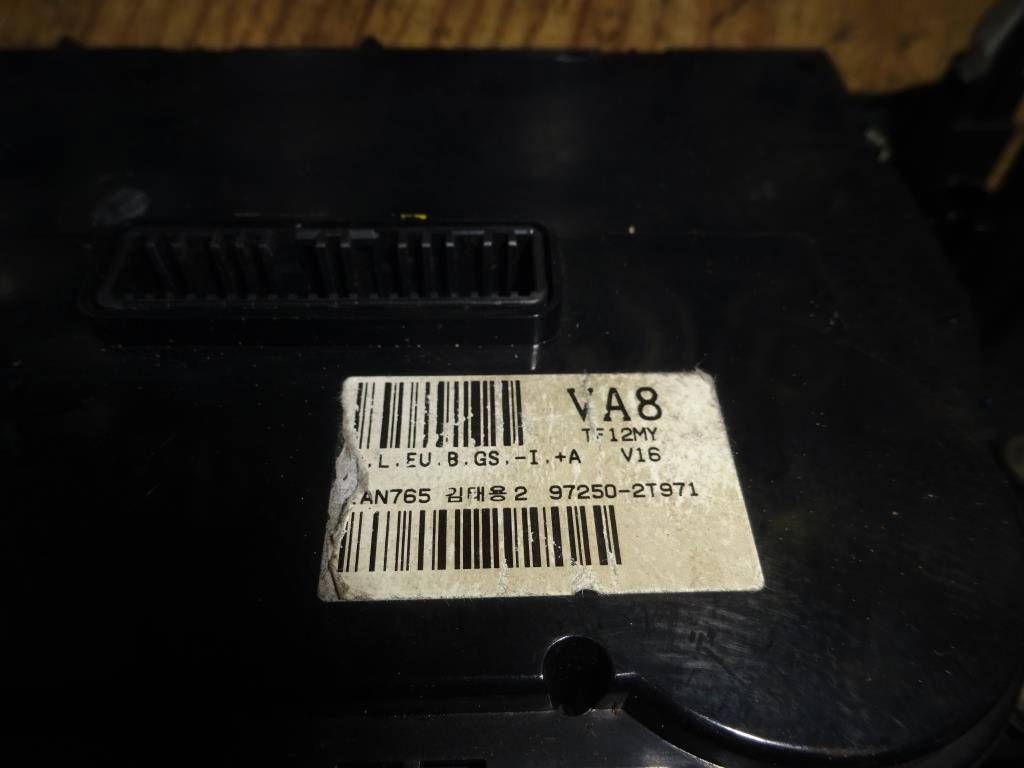 VA8
TF12MY
.L.EU.B.GS.-I.+A V16
AN765 김태용2 97250-2T971